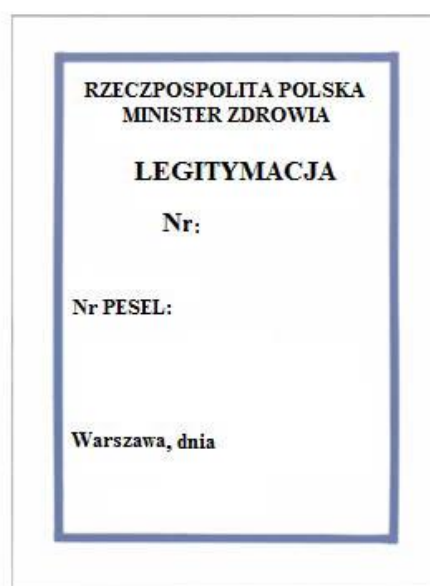 RZECZPOSPOLITA POLSKA
MINISTER ZDROWIA
LEGITYMACJA
Nr:
Nr PESEL:
Warszawa, dnia